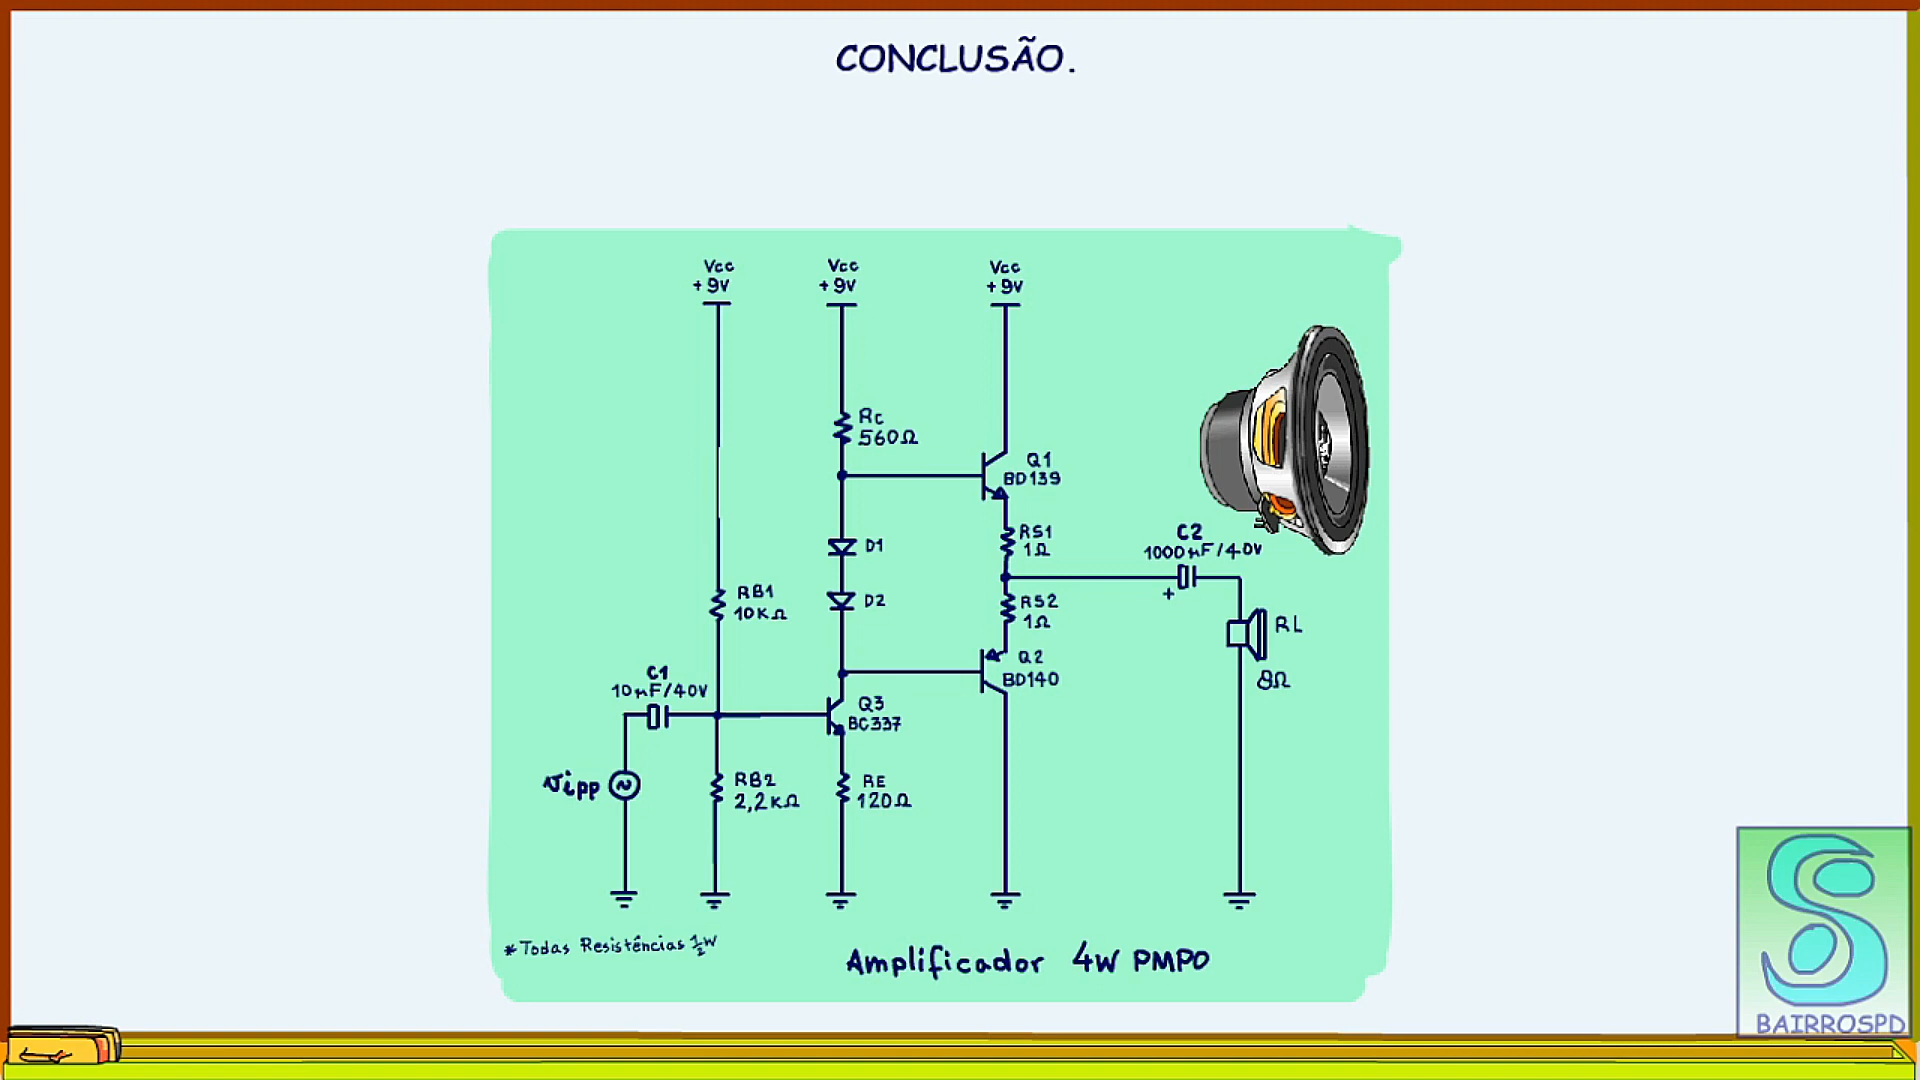 CONCLUSÃO.
Vcc
+9V
Vcc
+9V
Vcc
+9V
Rc
560Ω
Q1
BD139
D1
RS1
1Ω
C2
1000µF/40V
+
RB1
10KΩ
D2
RS2
1Ω
RL
8Ω
C1
10µF/40V
Q2
BD140
Q3
BC337
vipp
RB2
2,2KΩ
RE
120Ω
*Todas Resistências ½W
Amplificador 4W PMPO
BAIRROSPD